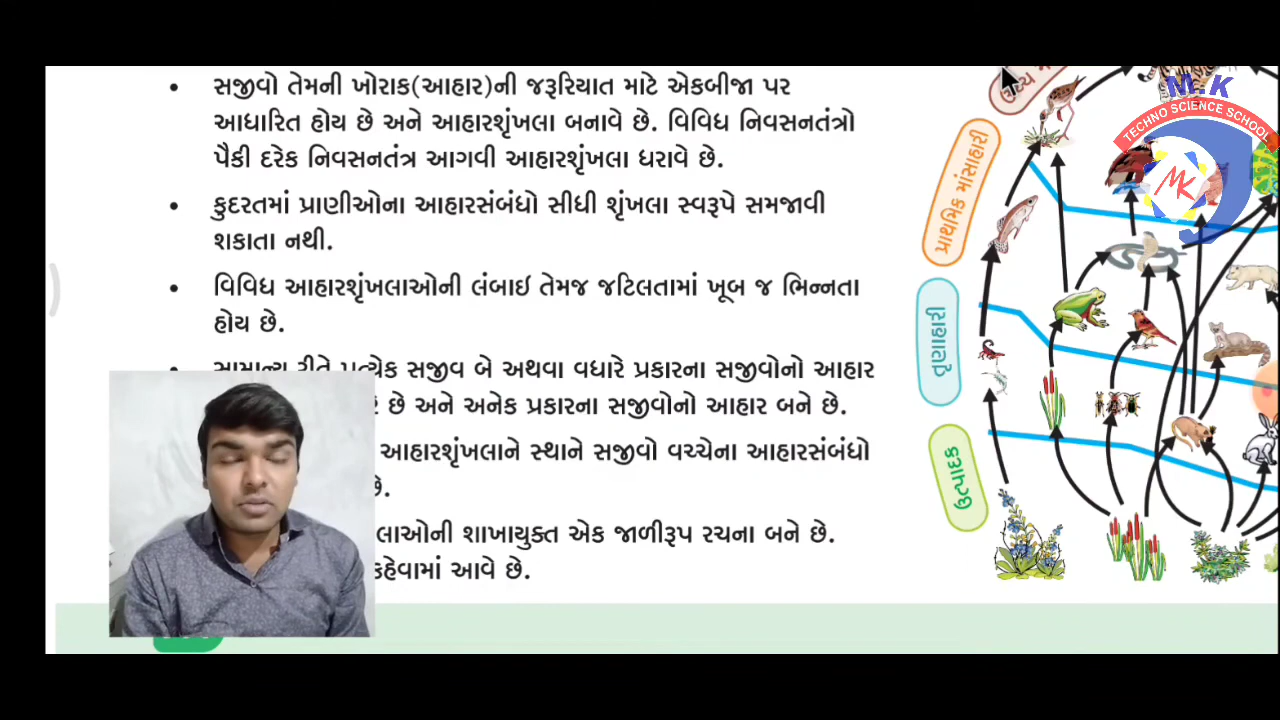 સજીવો તેમની ખોરાક(આહાર)ની જરૂરિયાત માટે એકબીજા પર
આધારિત હોય છે અને આહારશૃંખલા બનાવે છે. વિવિધ નિવસનતંત્રો
પૈકી દરેક નિવસનતંત્ર આગવી આહારશૃંખલા ધરાવે છે.
કુદરતમાં પ્રાણીઓના આહારસંબંધો સીધી શૃંખલા સ્વરૂપે સમજાવી
શકાતા નથી.
વિવિધ આહારશૃંખલાઓની લંબાઇ તેમજ જટિલતામાં ખૂબ જ ભિન્નતા
હોય છે.
સામાન્ય રીતે પ્રત્યેક સજીવ બે અથવા વધારે પ્રકારના સજીવોનો આહાર
છે અને અનેક પ્રકારના સજીવોનો આહાર બને છે.
આહારશૃંખલાને સ્થાને સજીવો વચ્ચેના આહારસંબંધો
છે.
લાઓની શાખાયુક્ત એક જાળીરૂપ રચના બને છે.
કહેવામાં આવે છે.
પ્રાથમિક માંસાહારી
તૃણાહારી
ઉત્પાદક
M.K
TECHNO SCIENCE SCHOOL
MK